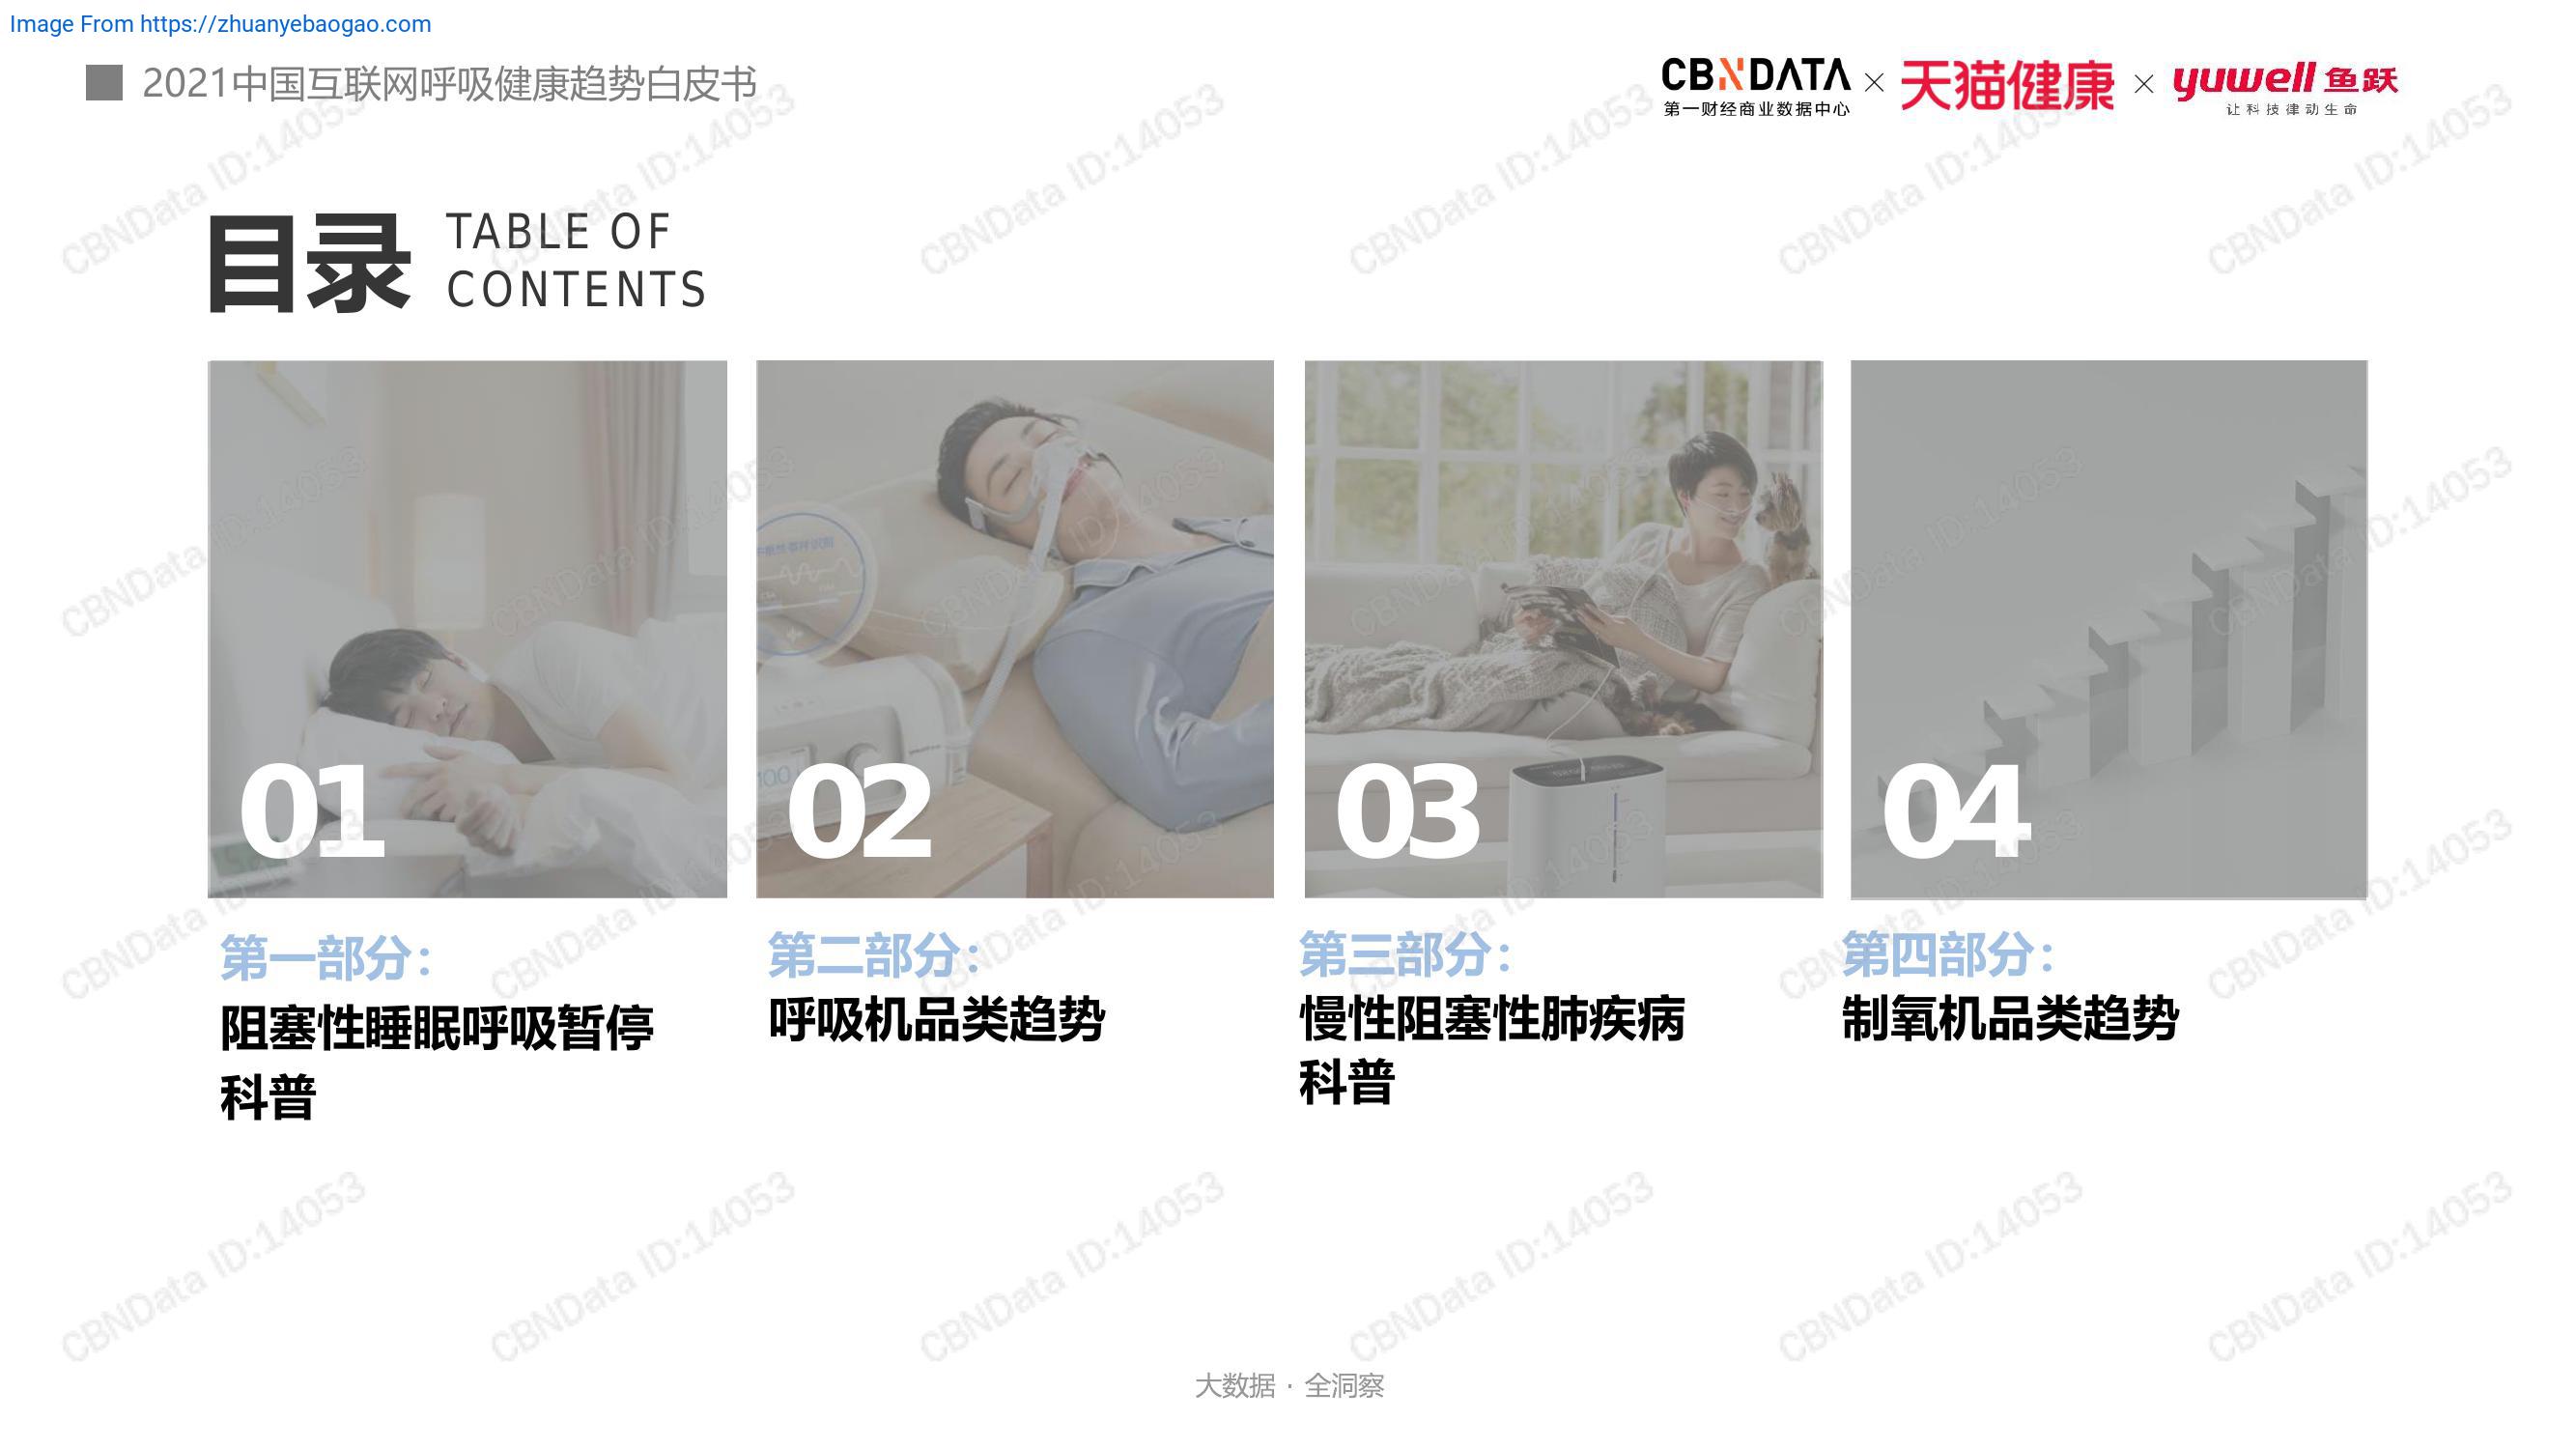 Image From https://zhuanyebaogao.com
2021中国互联网呼吸健康趋势白皮书
CBNDATA × 天猫健康 × yuwell 鱼跃
第一财经商业数据中心
让科技律动生命
目录
TABLE OF
CONTENTS
01
02
03
04
第一部分：
阻塞性睡眠呼吸暂停
科普
第二部分：
呼吸机品类趋势
第三部分：
慢性阻塞性肺疾病
科普
第四部分：
制氧机品类趋势
大数据 · 全洞察
CBNData ID:14053